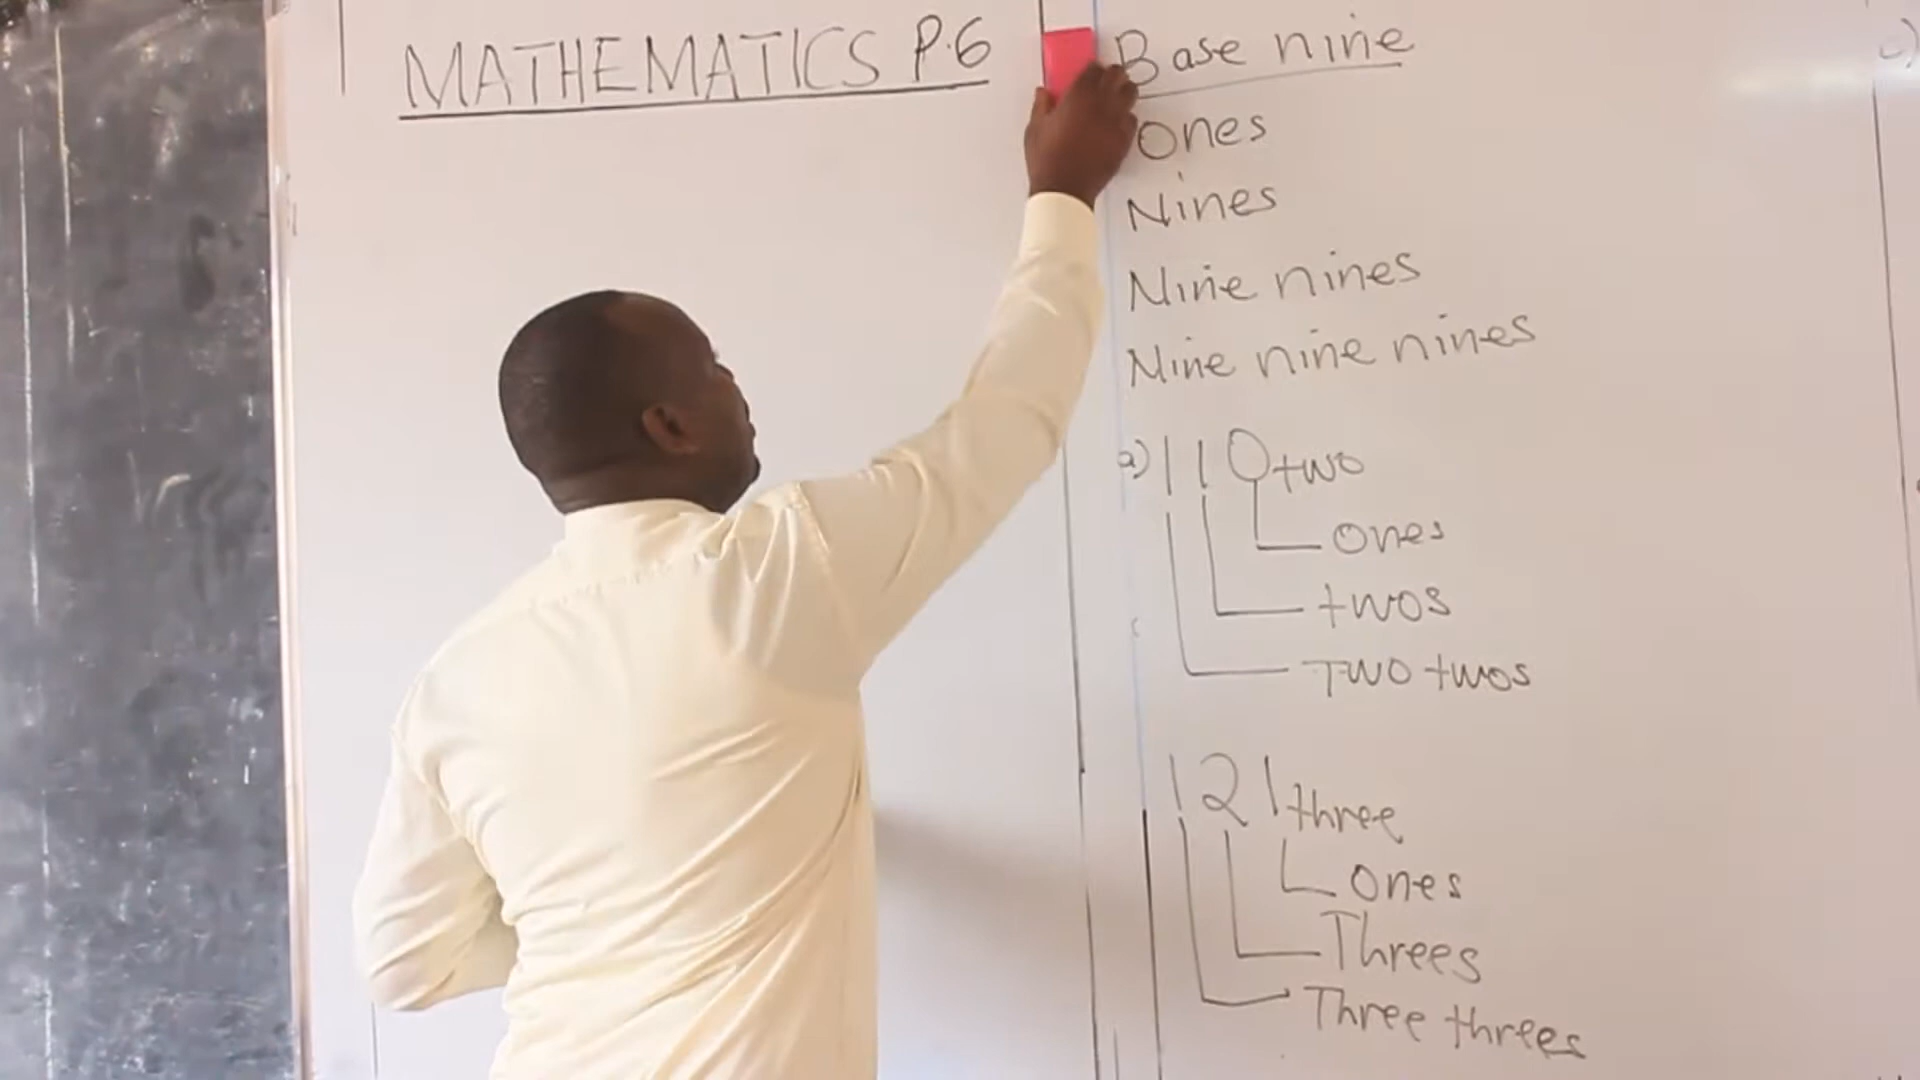 MATHEMATICS P.6
Base nine
Ones
Nines
Nine nines
Nine nine nines
a) 110two
Ones
twos
Two twos
121three
Ones
Threes
Three threes
c)